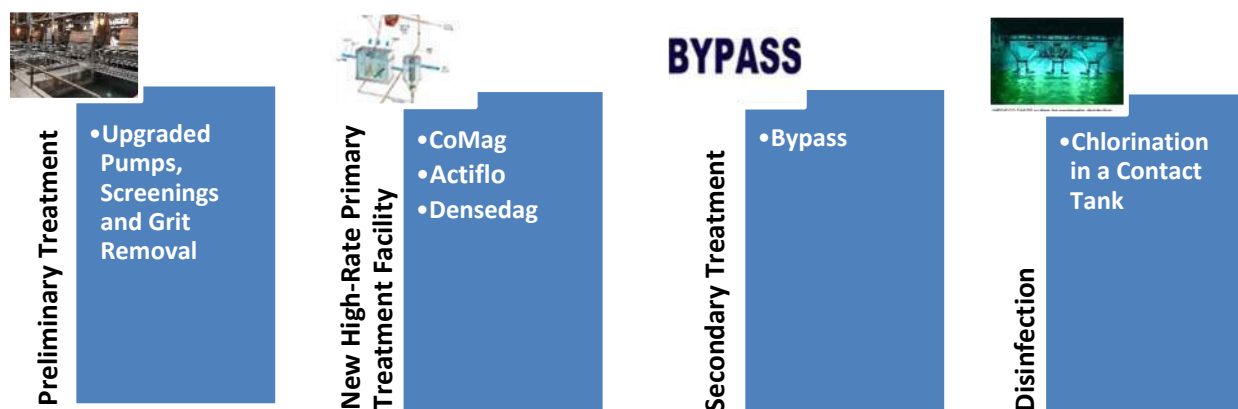 Preliminary Treatment
•Upgraded
Pumps,
Screenings
and Grit
Removal
New High-Rate Primary
Treatment Facility
•CoMag
•Actiflo
•Densedag
BYPASS
Secondary Treatment
•Bypass
Disinfection
•Chlorination
in a Contact
Tank